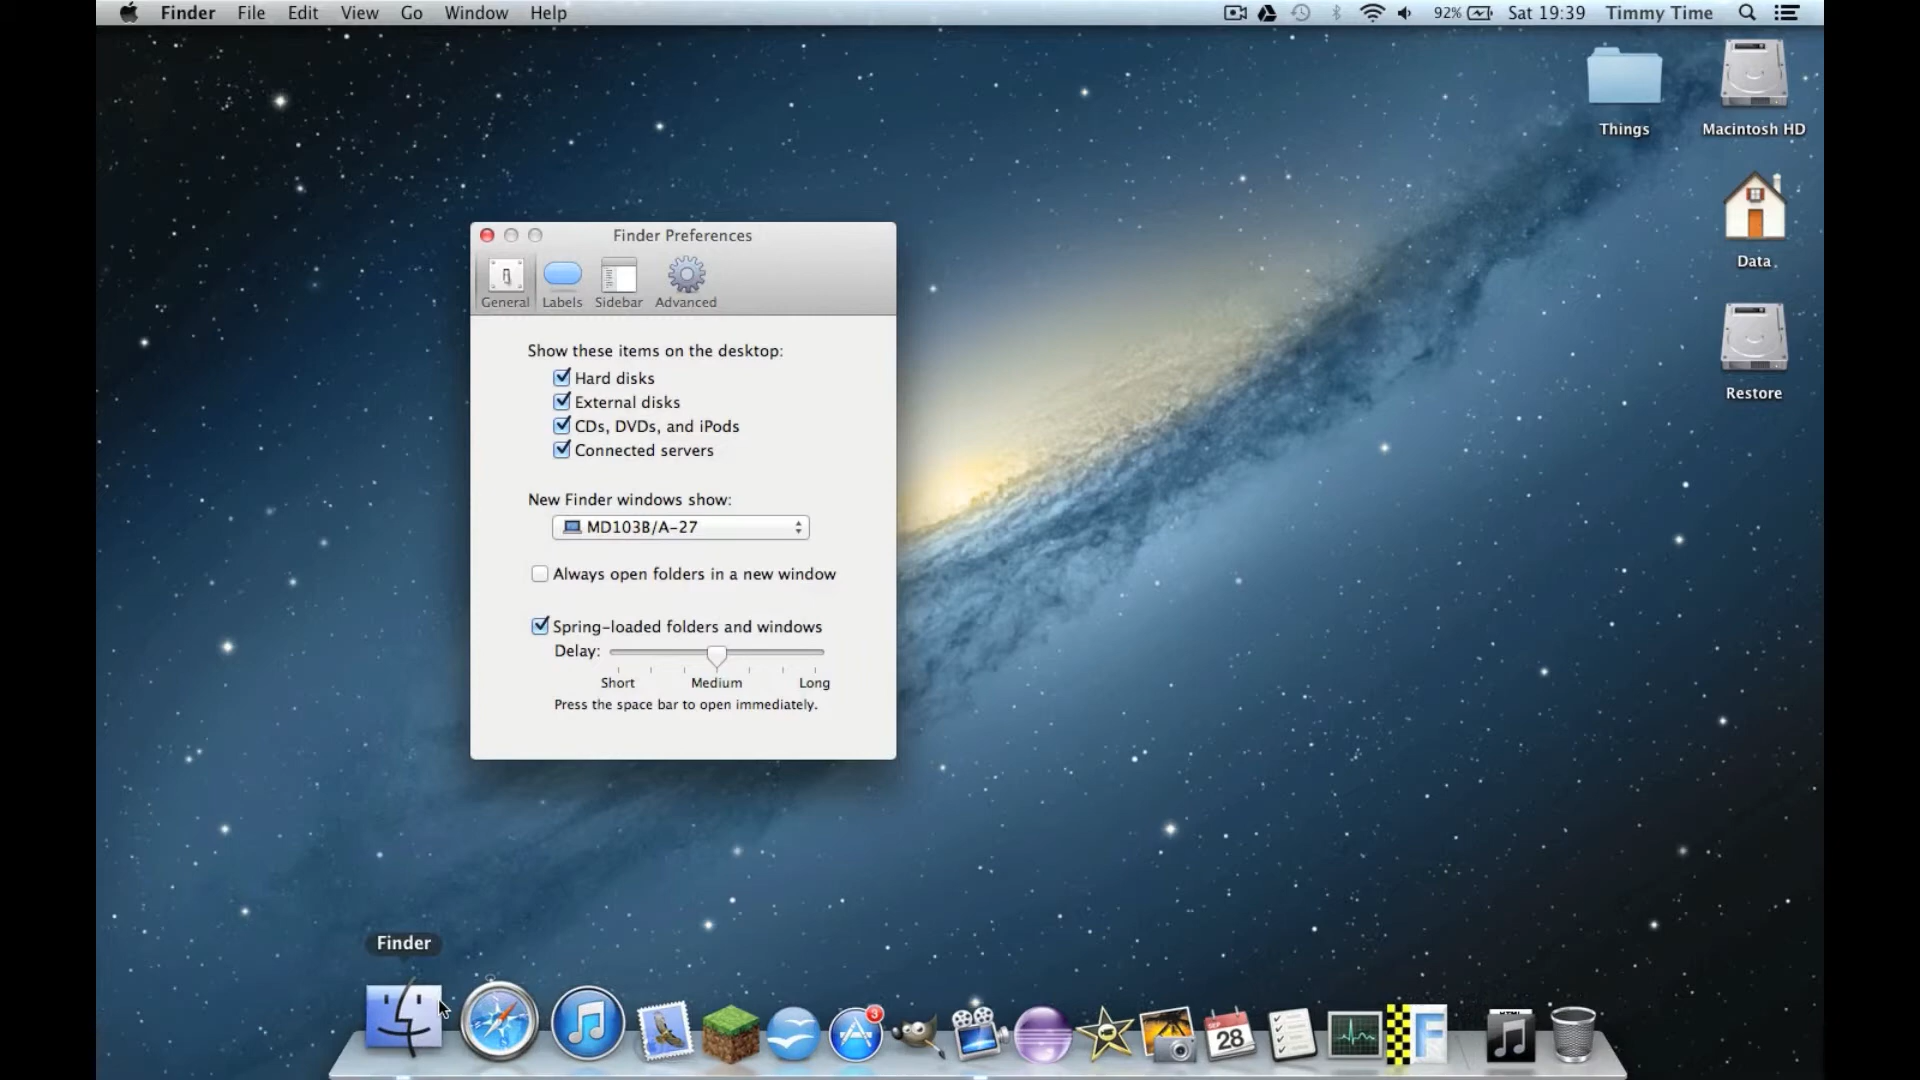 Finder File Edit View Go Window Help 92% Sat 19:39 Timmy Time
Things
Macintosh HD
Data
Restore
Finder Preferences
General Labels Sidebar Advanced
Show these items on the desktop:
Hard disks
External disks
CDs, DVDs, and iPods
Connected servers
New Finder windows show:
MD103B/A-27
Always open folders in a new window
Spring-loaded folders and windows
Delay:
Short Medium Long
Press the space bar to open immediately.
Finder
3
SEP
28
F
HTML